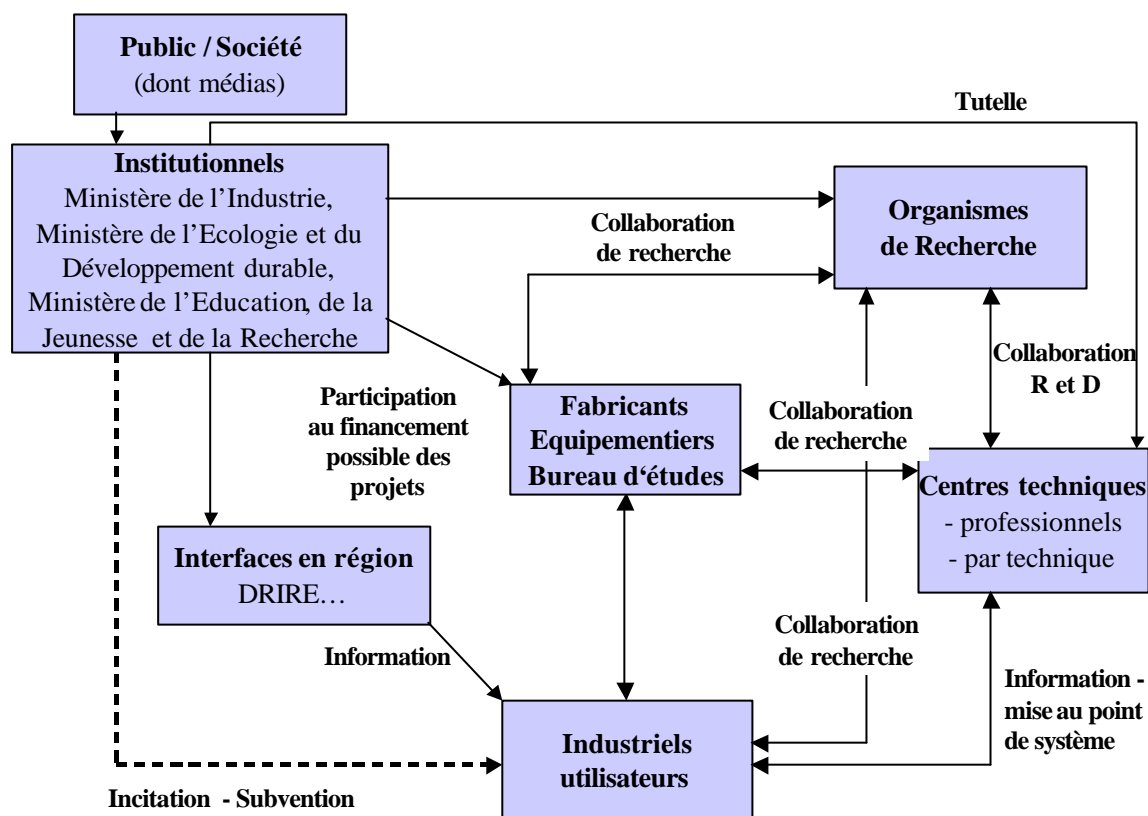 Public / Société
(dont médias)
Tutelle
Institutionnels
Ministère de l'Industrie,
Ministère de l'Ecologie et du
Développement durable,
Ministère de l'Education, de la
Jeunesse et de la Recherche
Organismes
de Recherche
Collaboration
de recherche
Collaboration
R et D
Participation
au financement
possible des
projets
Fabricants
Equipementiers
Bureau d'études
Collaboration
de recherche
Centres techniques
- professionnels
- par technique
Interfaces en région
DRIRE…
Information
Collaboration
de recherche
Information -
mise au point
de système
Industriels
utilisateurs
Incitation - Subvention